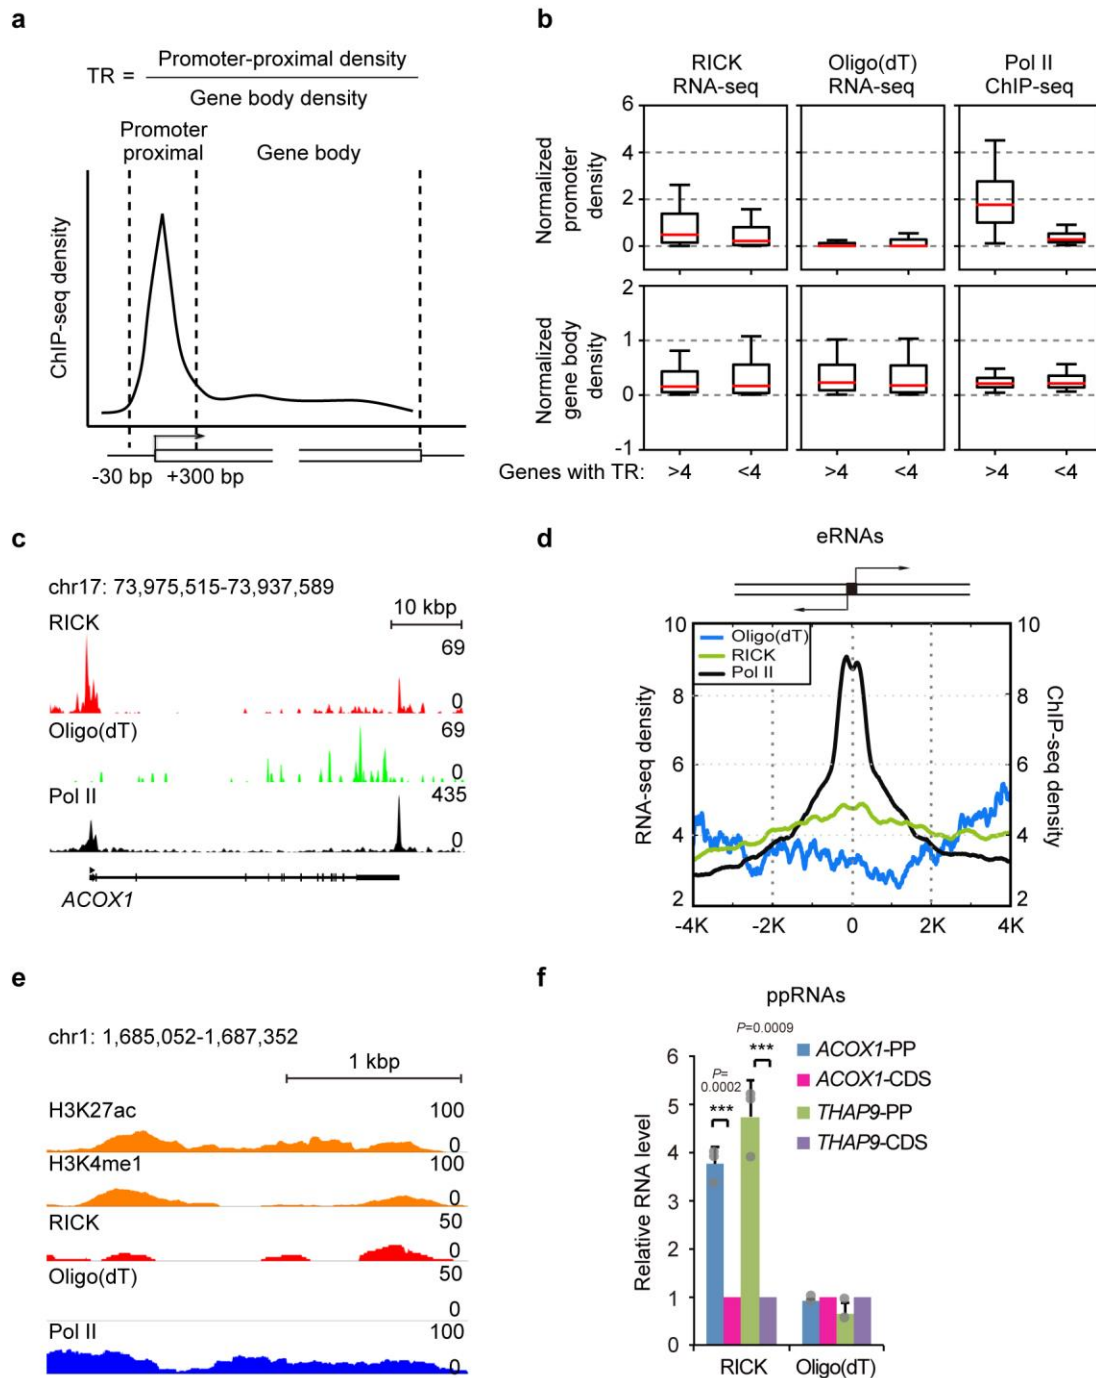 a
TR =
Promoter-proximal density
Gene body density
Promoter
proximal
Gene body
ChIP-seq density
-30 bp
+300 bp
b
RICK
RNA-seq
Oligo(dT)
RNA-seq
Pol II
ChIP-seq
Normalized
promoter
density
6
4
2
0
Normalized
gene body
density
2
1
0
-1
Genes with TR:
>4
<4
>4
<4
>4
<4
c
chr17: 73,975,515-73,937,589
10 kbp
RICK
69
0
Oligo(dT)
69
0
Pol II
435
0
ACOX1
d
eRNAs
Oligo(dT)
RICK
Pol II
RNA-seq density
10
8
6
4
2
ChIP-seq density
10
8
6
4
2
-4K
-2K
0
2K
4K
e
chr1: 1,685,052-1,687,352
1 kbp
H3K27ac
100
0
H3K4me1
100
0
RICK
50
0
Oligo(dT)
50
0
Pol II
100
0
f
ppRNAs
P=0.0009
***
P=
0.0002
***
ACOX1-PP
ACOX1-CDS
THAP9-PP
THAP9-CDS
Relative RNA level
6
5
4
3
2
1
0
RICK
Oligo(dT)